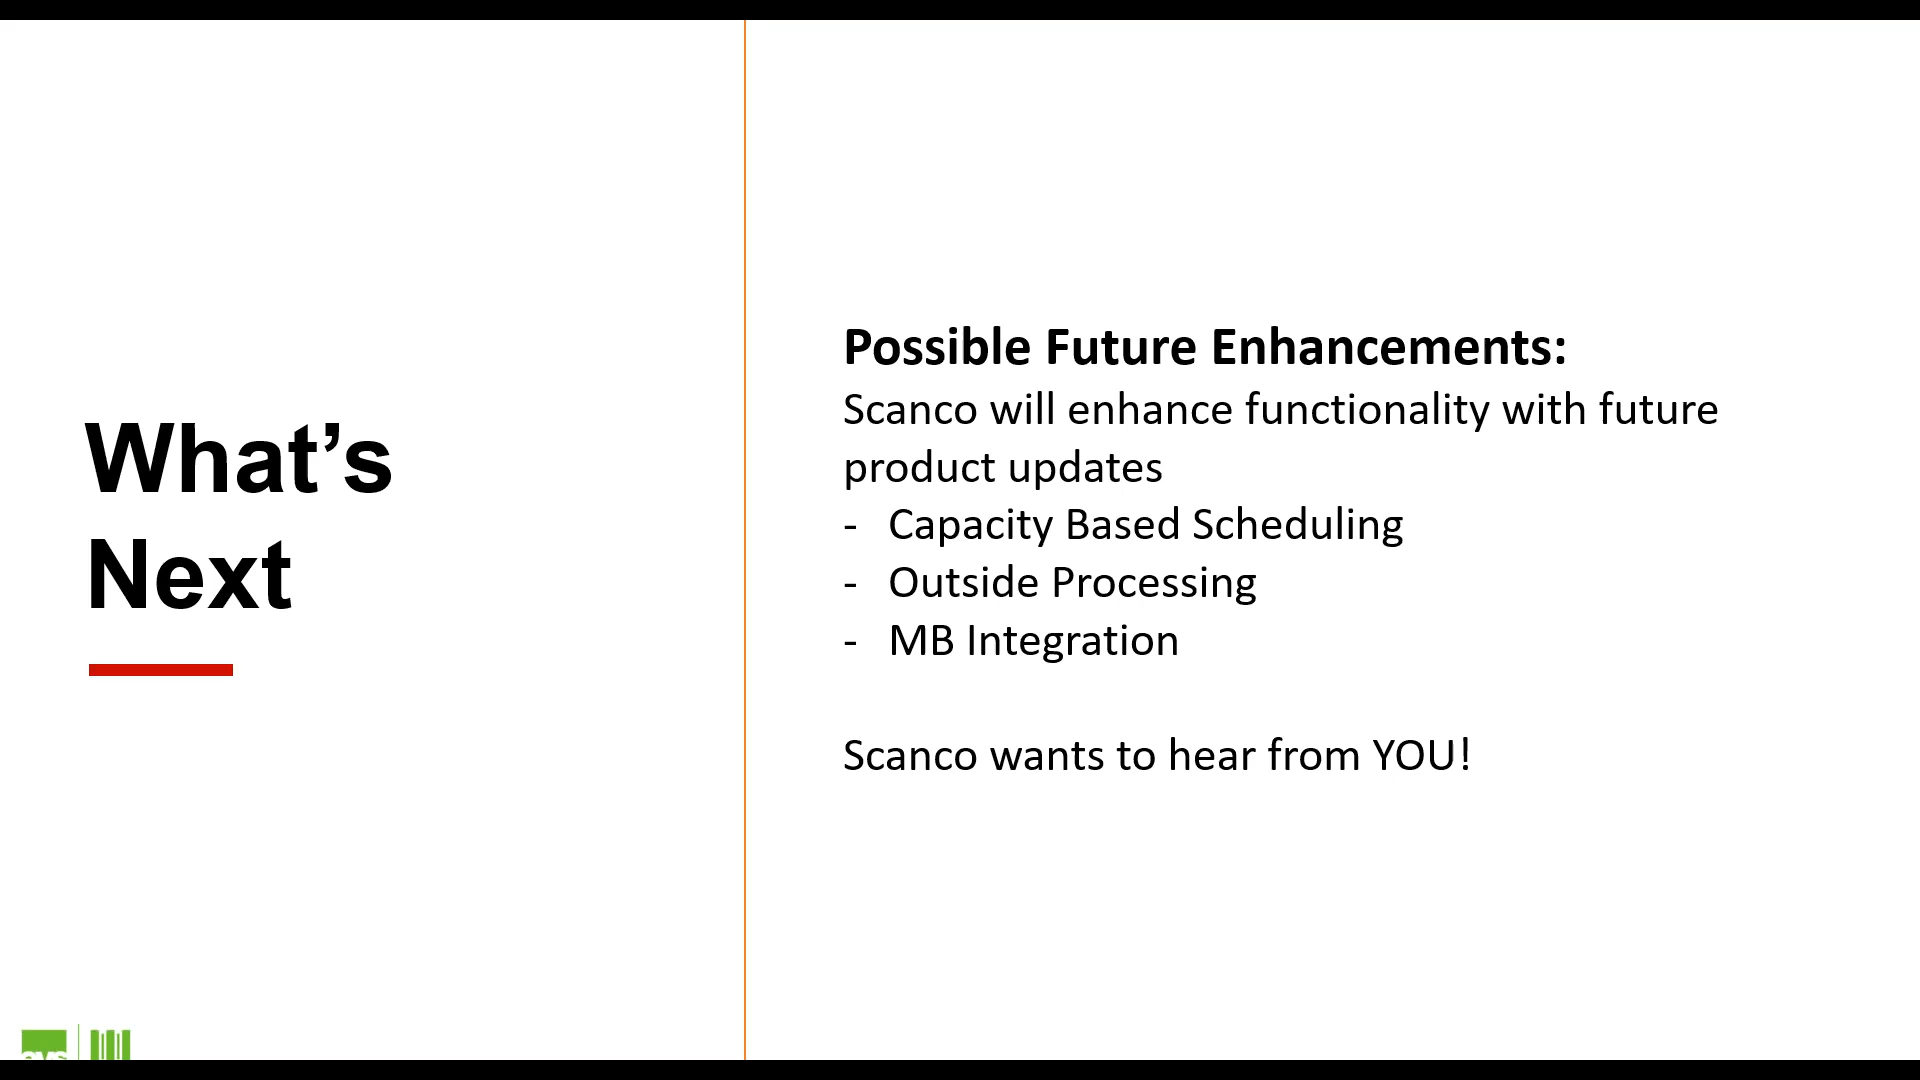 What’s
Next
Possible Future Enhancements:
Scanco will enhance functionality with future
product updates
- Capacity Based Scheduling
- Outside Processing
- MB Integration
Scanco wants to hear from YOU!